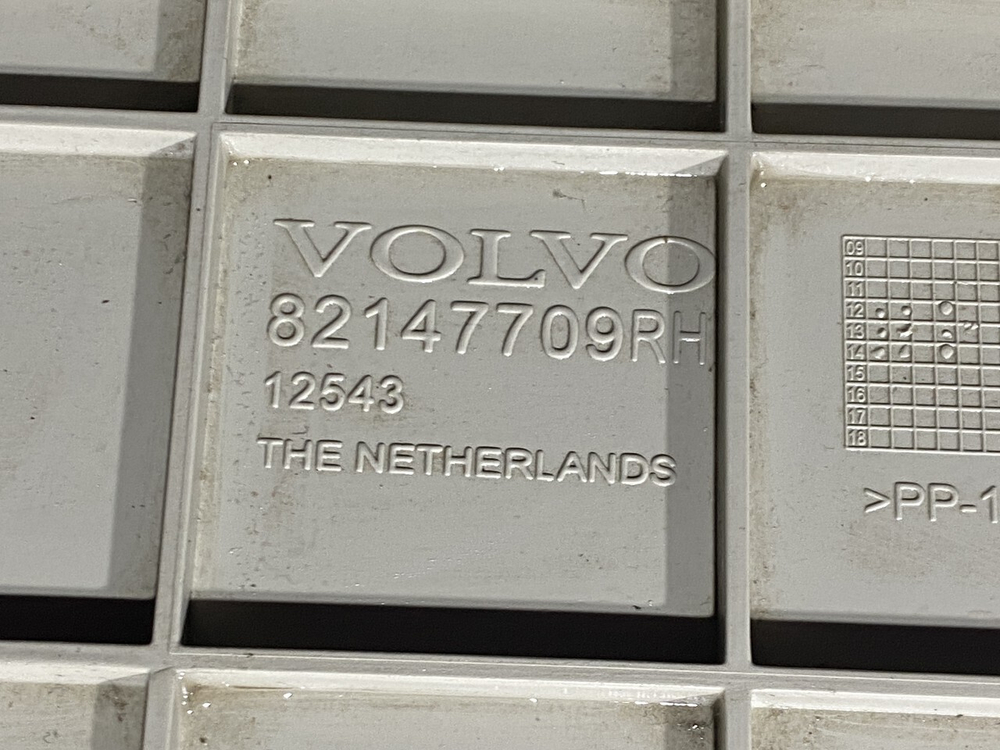 VOLVO
82147709RH
12543
THE NETHERLANDS
09
10
11
12
13
14
15
16
17
18
>PP-1